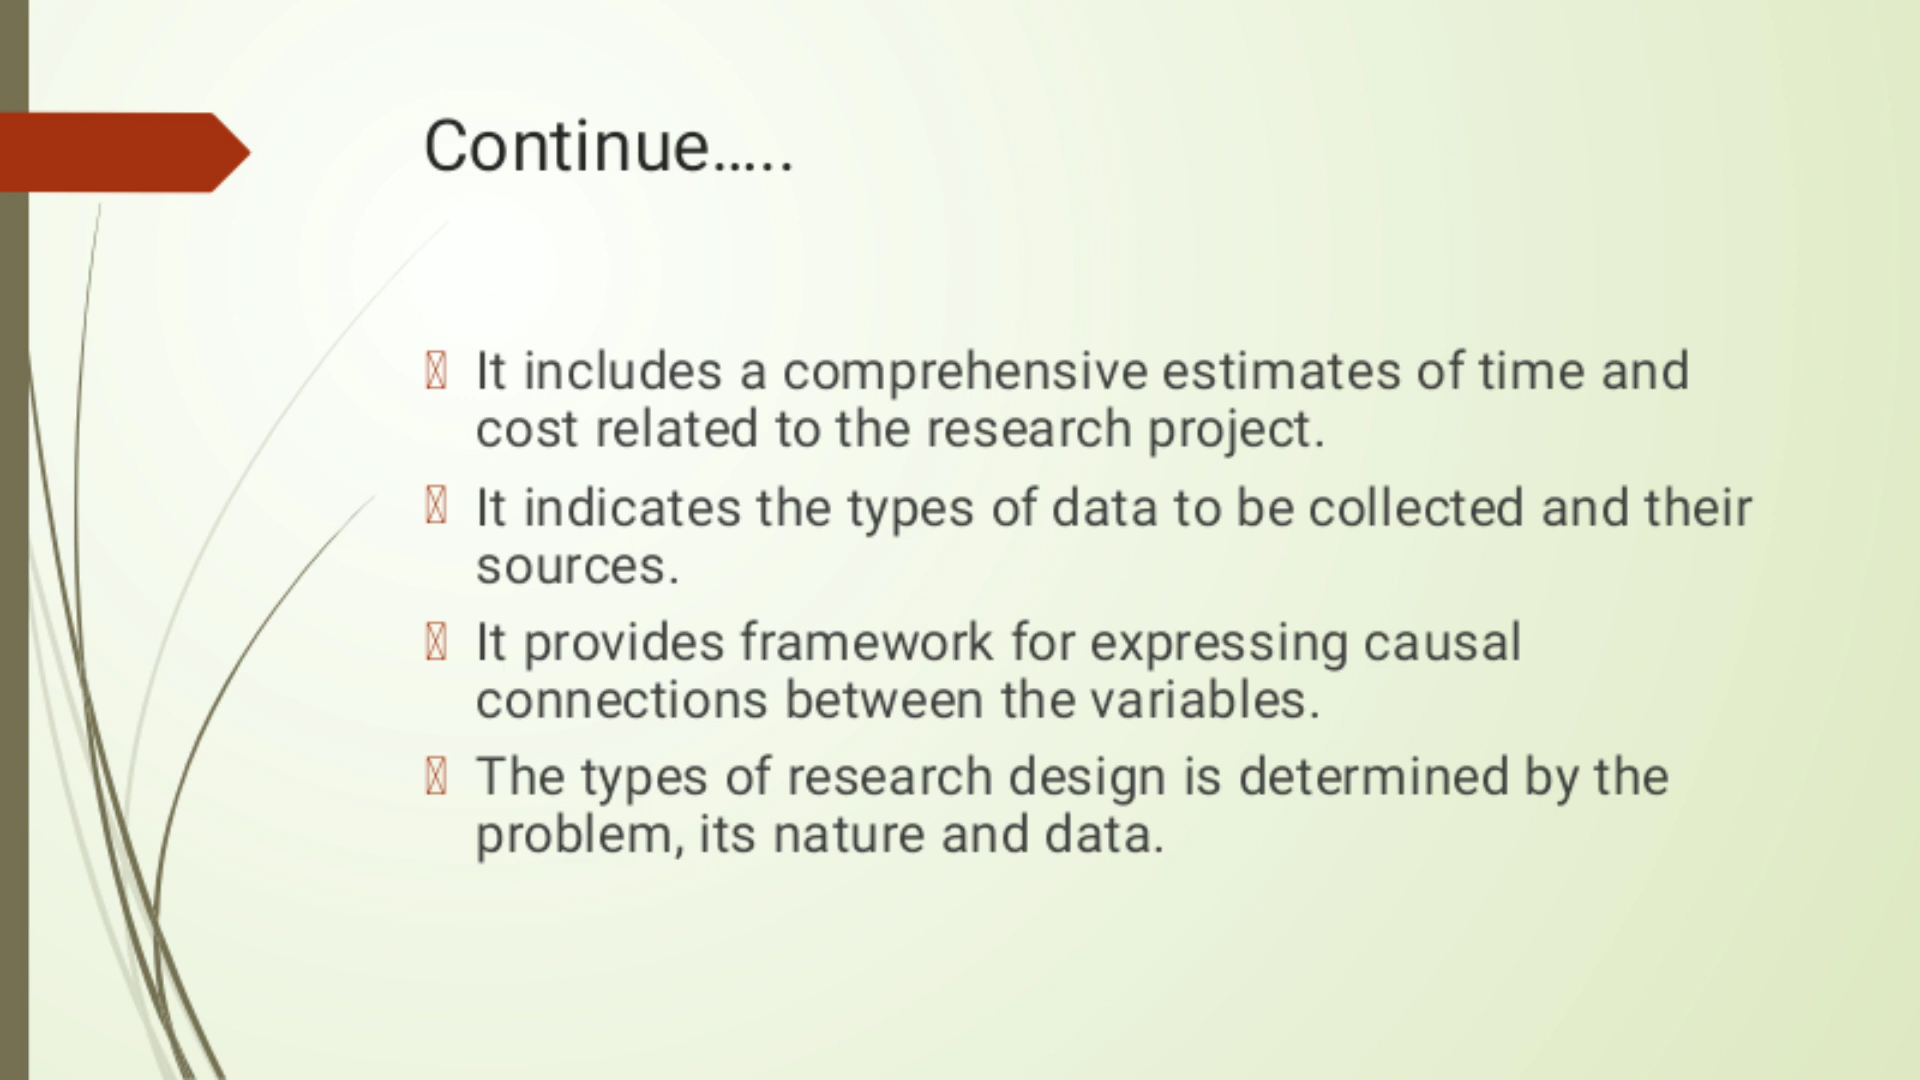 Continue…..
It includes a comprehensive estimates of time and
cost related to the research project.
It indicates the types of data to be collected and their
sources.
It provides framework for expressing causal
connections between the variables.
The types of research design is determined by the
problem, its nature and data.